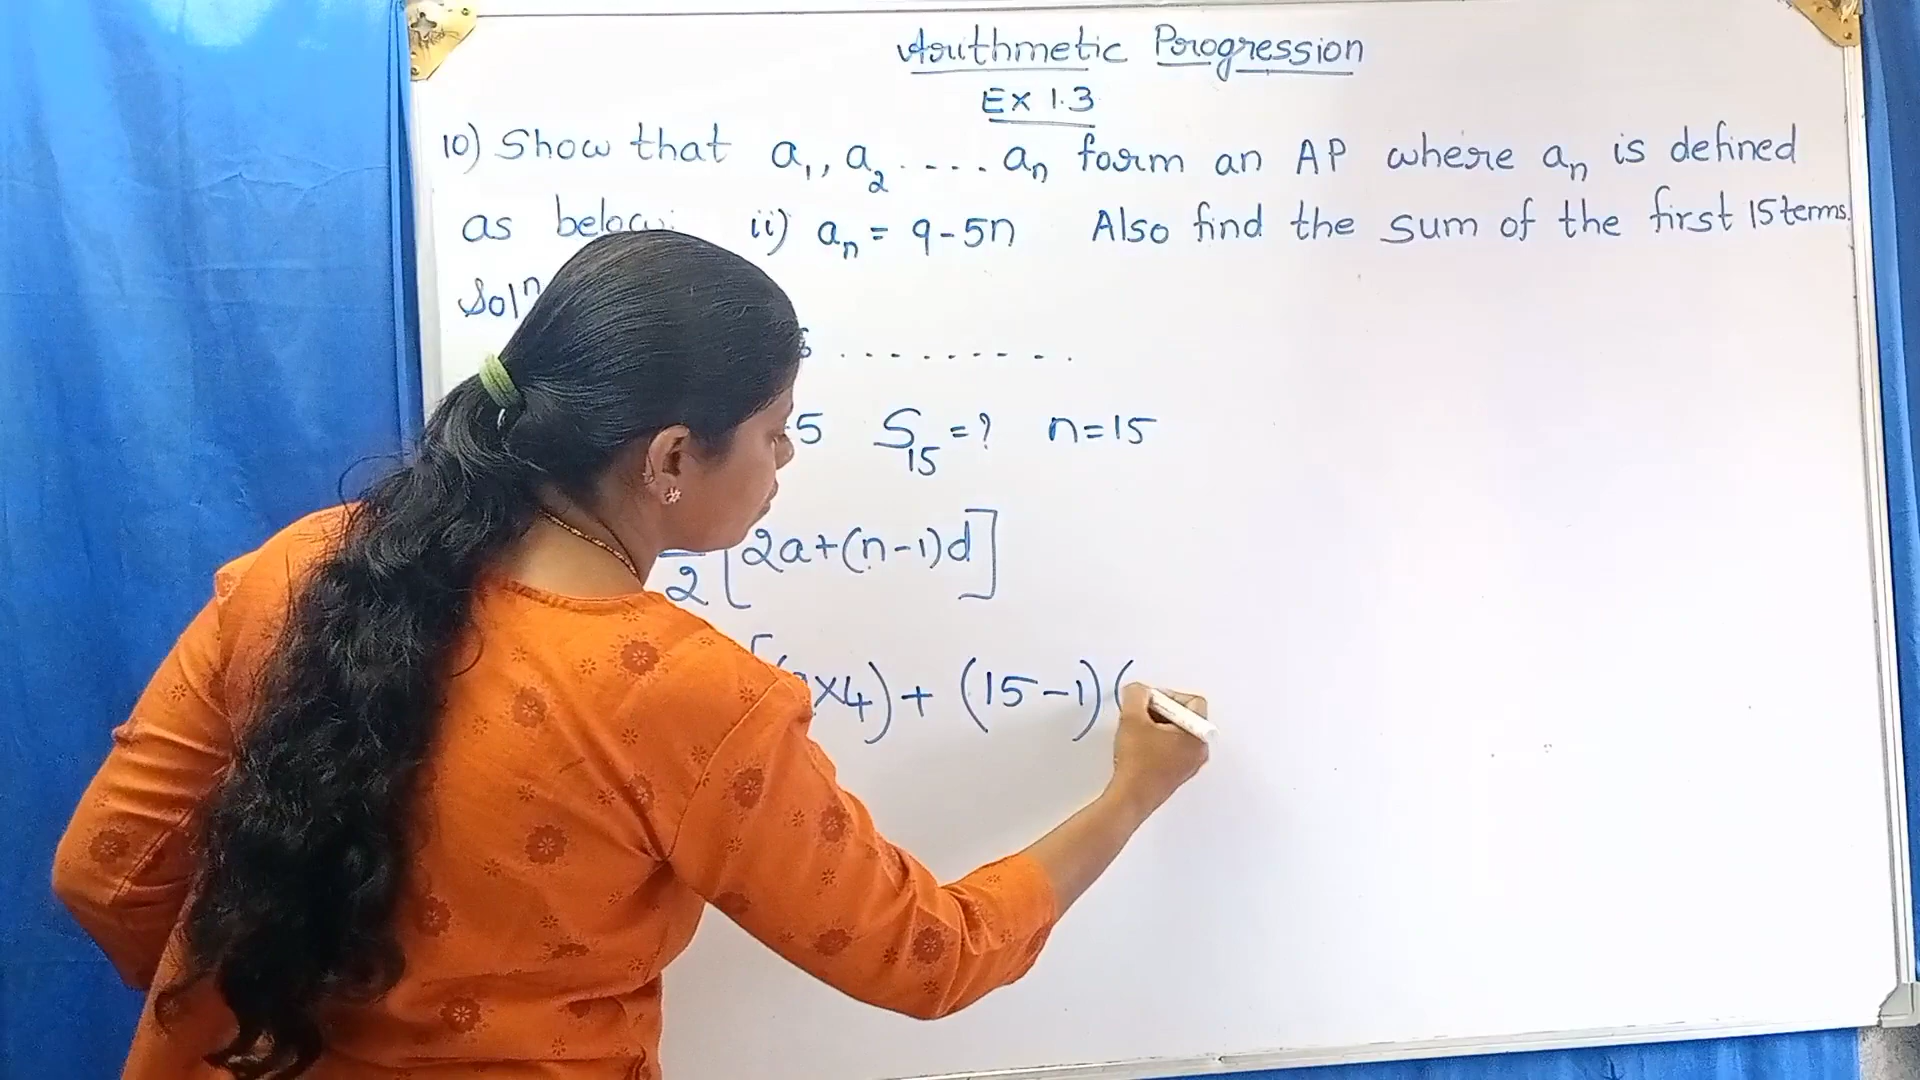 Arithmetic Progression
Ex 1.3
10) Show that a₁, a₂ .... aₙ form an AP where aₙ is defined
as below: ii) aₙ = 9-5n Also find the sum of the first 15 terms.
Solⁿ
.........
5 S₁₅ = ? n=15
2 [2a+(n-1)d]
[ ×4) + (15-1)(